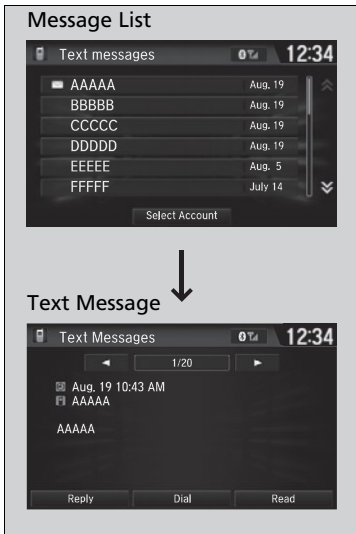 Message List
Text messages 12:34
AAAAA Aug. 19
BBBBB Aug. 19
CCCCC Aug. 19
DDDDD Aug. 19
EEEEE Aug. 5
FFFFF July 14
Select Account
Text Message
Text Messages 12:34
1/20
Aug. 19 10:43 AM
AAAAA
AAAAA
Reply Dial Read